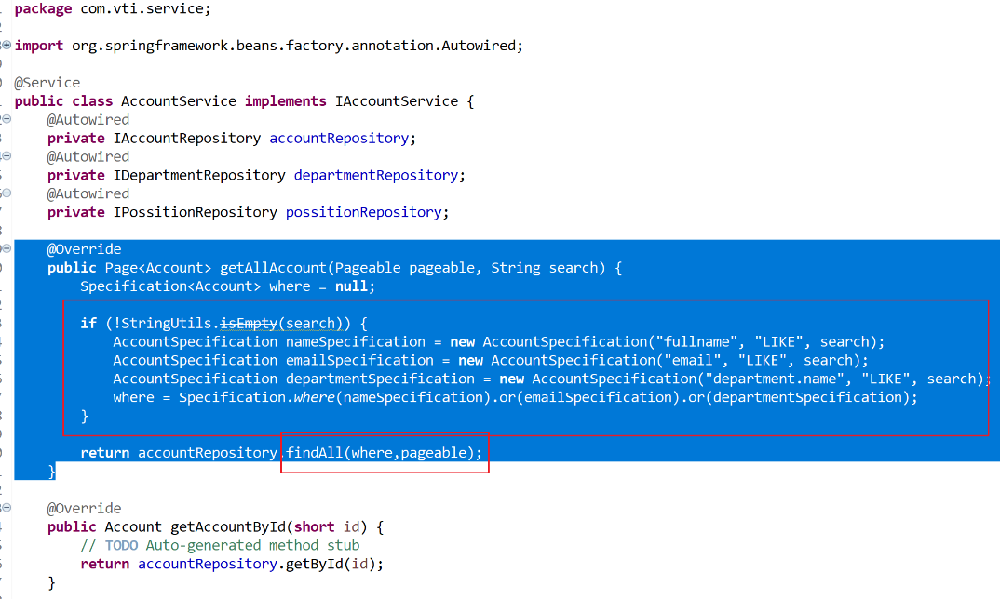 package com.vti.service;
import org.springframework.beans.factory.annotation.Autowired;
@Service
public class AccountService implements IAccountService {
@Autowired
private IAccountRepository accountRepository;
@Autowired
private IDepartmentRepository departmentRepository;
@Autowired
private IPossitionRepository possitionRepository;
@Override
public Page<Account> getAllAccount(Pageable pageable, String search) {
Specification<Account> where = null;
if (!StringUtils.isEmpty(search)) {
AccountSpecification nameSpecification = new AccountSpecification("fullname", "LIKE", search);
AccountSpecification emailSpecification = new AccountSpecification("email", "LIKE", search);
AccountSpecification departmentSpecification = new AccountSpecification("department.name", "LIKE", search);
where = Specification.where(nameSpecification).or(emailSpecification).or(departmentSpecification);
}
return accountRepository.findAll(where,pageable);
}
@Override
public Account getAccountById(short id) {
// TODO Auto-generated method stub
return accountRepository.getById(id);
}